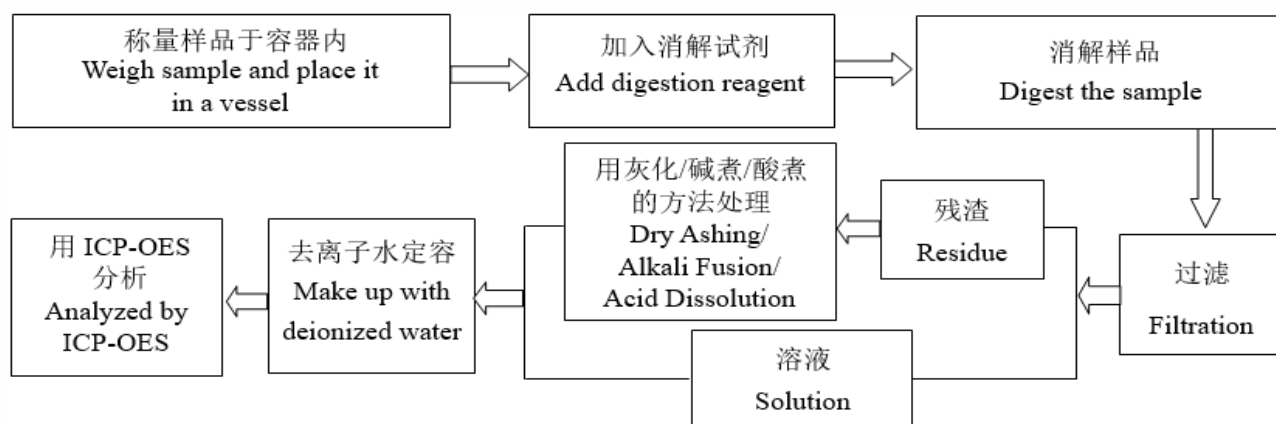 称量样品于容器内
Weigh sample and place it
in a vessel
加入消解试剂
Add digestion reagent
消解样品
Digest the sample
过滤
Filtration
残渣
Residue
用灰化/碱煮/酸煮
的方法处理
Dry Ashing/
Alkali Fusion/
Acid Dissolution
溶液
Solution
去离子水定容
Make up with
deionized water
用 ICP-OES
分析
Analyzed by
ICP-OES